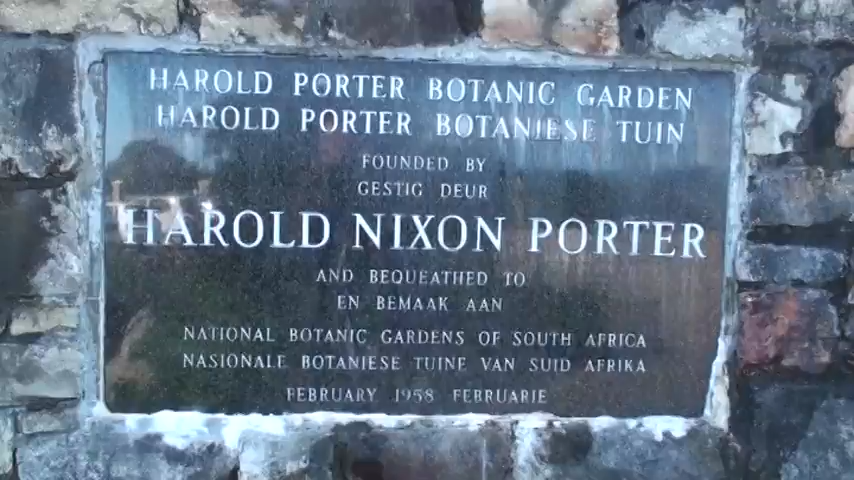 HAROLD PORTER BOTANIC GARDEN
HAROLD PORTER BOTANIESE TUIN
FOUNDED BY
GESTIG DEUR
HAROLD NIXON PORTER
AND BEQUEATHED TO
EN BEMAAK AAN
NATIONAL BOTANIC GARDENS OF SOUTH AFRICA
NASIONALE BOTANIESE TUINE VAN SUID AFRIKA
FEBRUARY 1958 FEBRUARIE